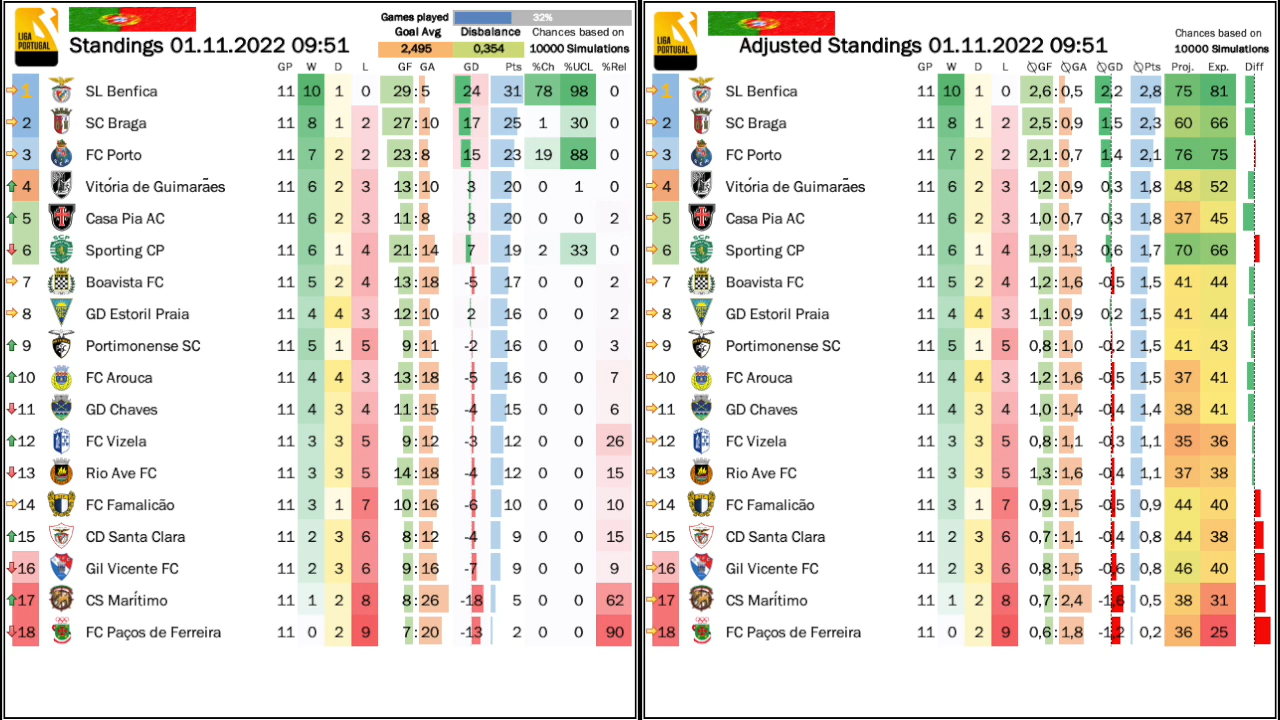 LIGA PORTUGAL
Standings 01.11.2022 09:51
Games played 32%
Goal Avg Disbalance Chances based on
2,495 0,354 10000 Simulations
GP W D L GF GA GD Pts %Ch %UCL %Rel
1 SL Benfica 11 10 1 0 29:5 24 31 78 98 0
2 SC Braga 11 8 1 2 27:10 17 25 1 30 0
3 FC Porto 11 7 2 2 23:8 15 23 19 88 0
4 Vitória de Guimarães 11 6 2 3 13:10 3 20 0 1 0
5 Casa Pia AC 11 6 2 3 11:8 3 20 0 0 2
6 Sporting CP 11 6 1 4 21:14 7 19 2 33 0
7 Boavista FC 11 5 2 4 13:18 -5 17 0 0 2
8 GD Estoril Praia 11 4 4 3 12:10 2 16 0 0 2
9 Portimonense SC 11 5 1 5 9:11 -2 16 0 0 3
10 FC Arouca 11 4 4 3 13:18 -5 16 0 0 7
11 GD Chaves 11 4 3 4 11:15 -4 15 0 0 6
12 FC Vizela 11 3 3 5 9:12 -3 12 0 0 26
13 Rio Ave FC 11 3 3 5 14:18 -4 12 0 0 15
14 FC Famalicão 11 3 1 7 10:16 -6 10 0 0 10
15 CD Santa Clara 11 2 3 6 8:12 -4 9 0 0 15
16 Gil Vicente FC 11 2 3 6 9:16 -7 9 0 0 9
17 CS Marítimo 11 1 2 8 8:26 -18 5 0 0 62
18 FC Paços de Ferreira 11 0 2 9 7:20 -13 2 0 0 90
LIGA PORTUGAL
Adjusted Standings 01.11.2022 09:51
Chances based on
10000 Simulations
GP W D L ∅GF ∅GA ∅GD ∅Pts Proj. Exp. Diff
1 SL Benfica 11 10 1 0 2,6:0,5 2,2 2,8 75 81
2 SC Braga 11 8 1 2 2,5:0,9 1,5 2,3 60 66
3 FC Porto 11 7 2 2 2,1:0,7 1,4 2,1 76 75
4 Vitória de Guimarães 11 6 2 3 1,2:0,9 0,3 1,8 48 52
5 Casa Pia AC 11 6 2 3 1,0:0,7 0,3 1,8 37 45
6 Sporting CP 11 6 1 4 1,9:1,3 0,6 1,7 70 66
7 Boavista FC 11 5 2 4 1,2:1,6 -0,5 1,5 41 44
8 GD Estoril Praia 11 4 4 3 1,1:0,9 0,2 1,5 41 44
9 Portimonense SC 11 5 1 5 0,8:1,0 -0,2 1,5 41 43
10 FC Arouca 11 4 4 3 1,2:1,6 -0,5 1,5 37 41
11 GD Chaves 11 4 3 4 1,0:1,4 -0,4 1,4 38 41
12 FC Vizela 11 3 3 5 0,8:1,1 -0,3 1,1 35 36
13 Rio Ave FC 11 3 3 5 1,3:1,6 -0,4 1,1 37 38
14 FC Famalicão 11 3 1 7 0,9:1,5 -0,5 0,9 44 40
15 CD Santa Clara 11 2 3 6 0,7:1,1 -0,4 0,8 44 38
16 Gil Vicente FC 11 2 3 6 0,8:1,5 -0,6 0,8 46 40
17 CS Marítimo 11 1 2 8 0,7:2,4 -1,6 0,5 38 31
18 FC Paços de Ferreira 11 0 2 9 0,6:1,8 -1,2 0,2 36 25